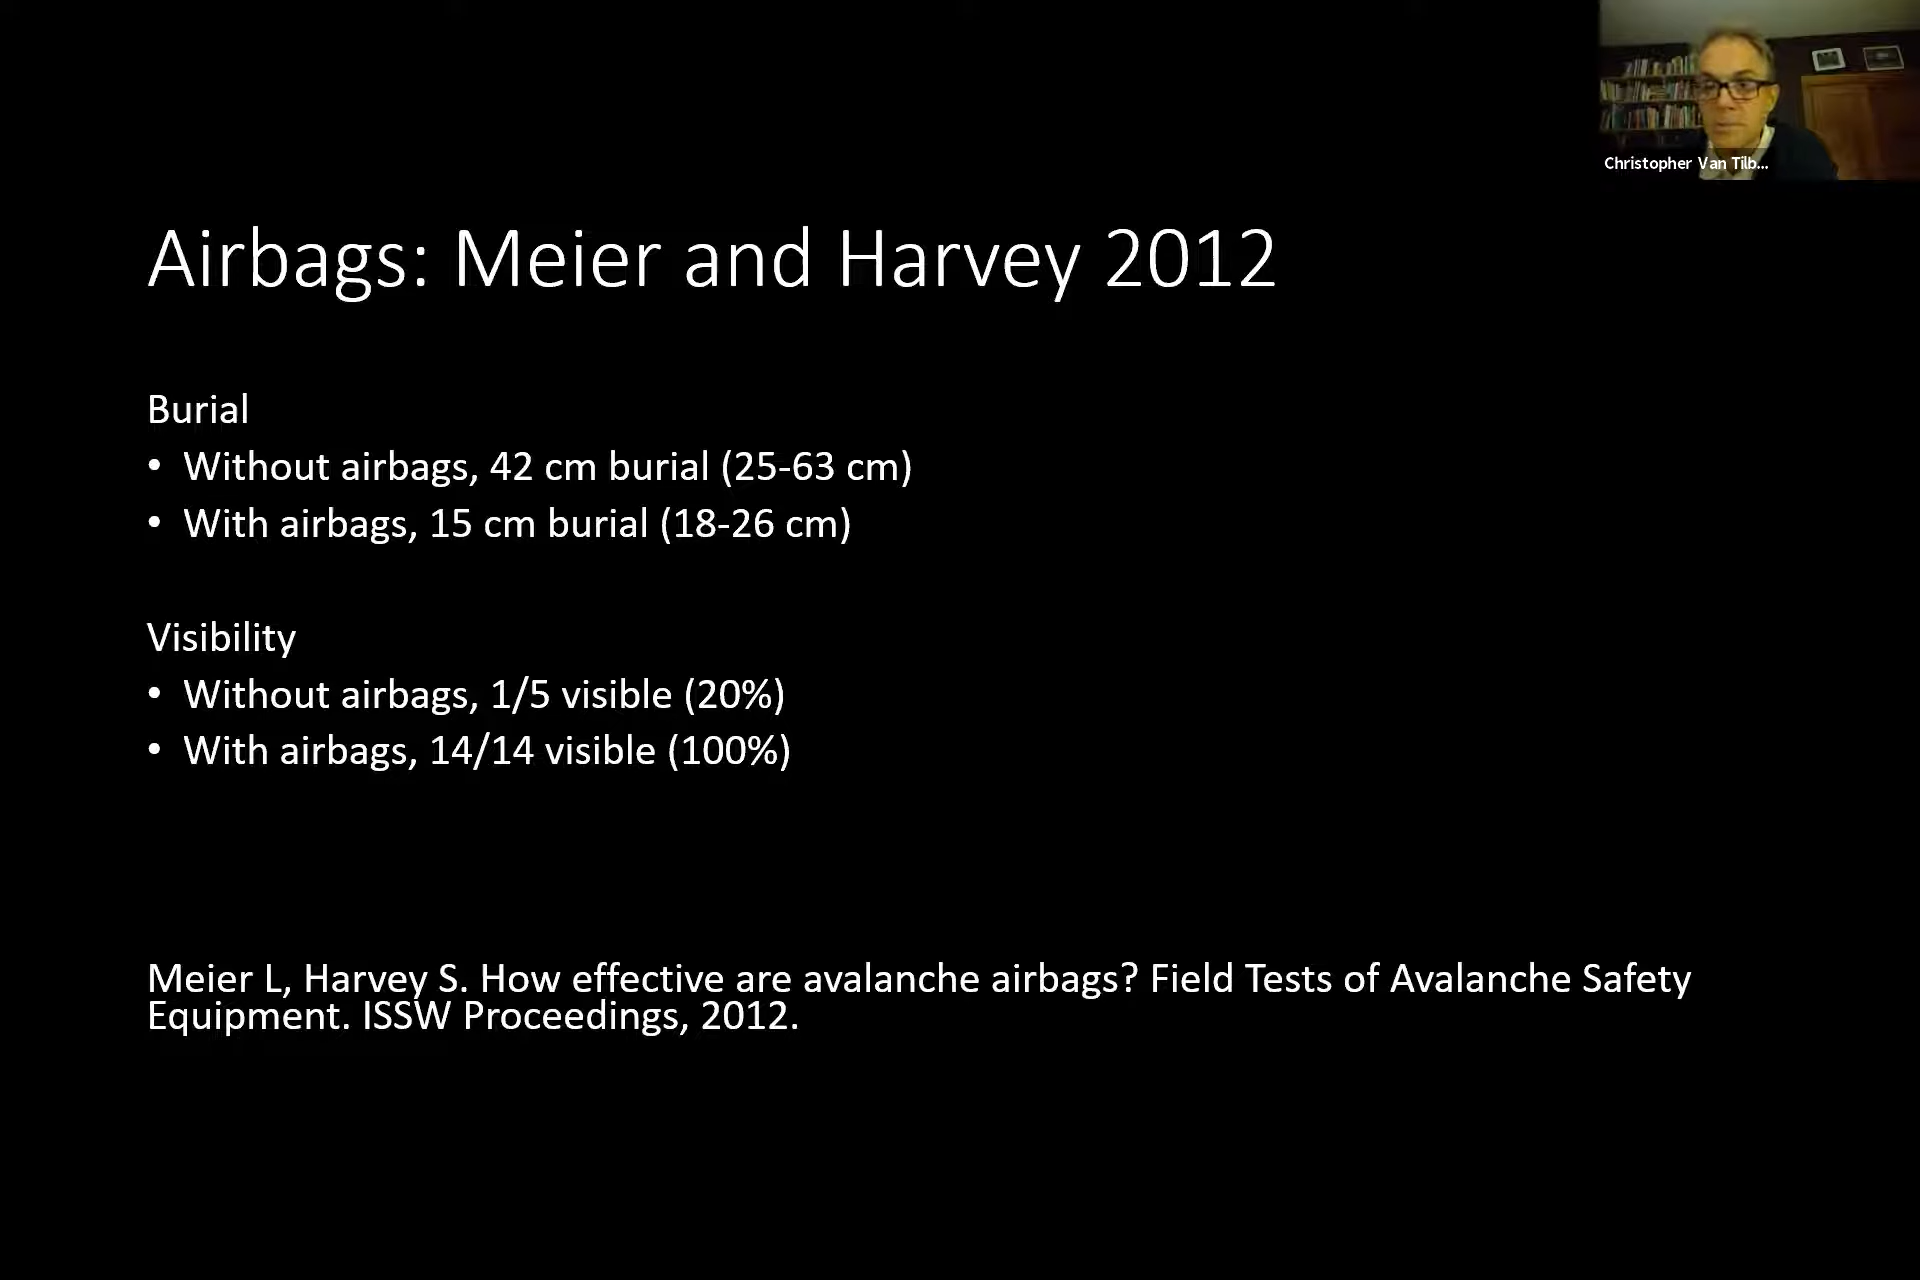 Christopher Van Tilb...
Airbags: Meier and Harvey 2012
Burial
• Without airbags, 42 cm burial (25-63 cm)
• With airbags, 15 cm burial (18-26 cm)
Visibility
• Without airbags, 1/5 visible (20%)
• With airbags, 14/14 visible (100%)
Meier L, Harvey S. How effective are avalanche airbags? Field Tests of Avalanche Safety
Equipment. ISSW Proceedings, 2012.